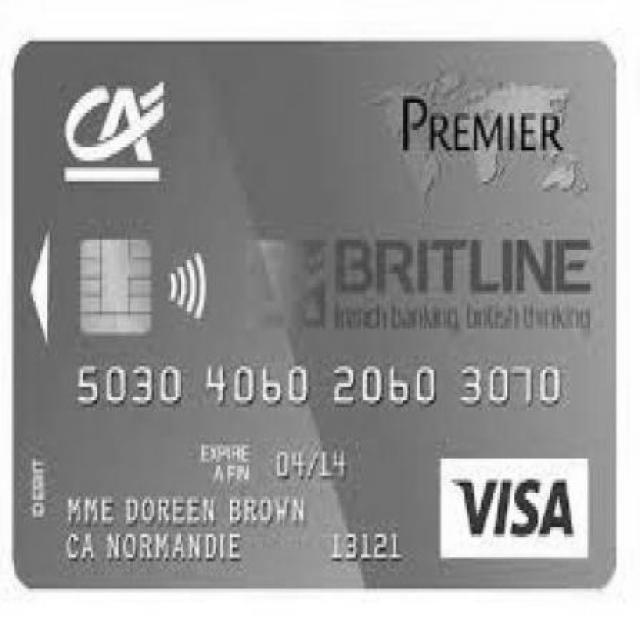 CA
PREMIER
BRITLINE
french banking, british thinking
5030 4060 2060 3070
EXPIRE
A FIN
04/14
DEBIT
MME DOREEN BROWN
CA NORMANDIE 13121
VISA